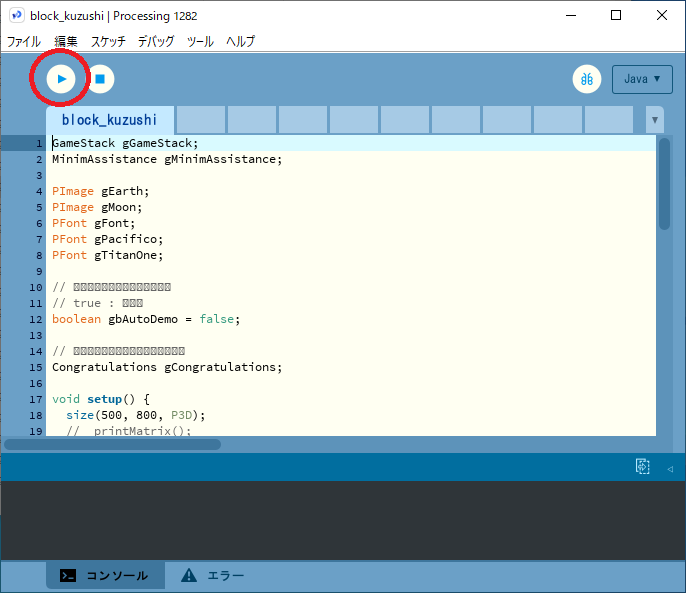 block_kuzushi | Processing 1282
ファイル 編集 スケッチ デバッグ ツール ヘルプ
Java ▼
block_kuzushi
▼
1 GameStack gGameStack;
2 MinimAssistance gMinimAssistance;
3
4 PImage gEarth;
5 PImage gMoon;
6 PFont gFont;
7 PFont gPacifico;
8 PFont gTitanOne;
9
10 //
11 // true :
12 boolean gbAutoDemo = false;
13
14 //
15 Congratulations gCongratulations;
16
17 void setup() {
18 size(500, 800, P3D);
19 // printMatrix();
コンソール エラー